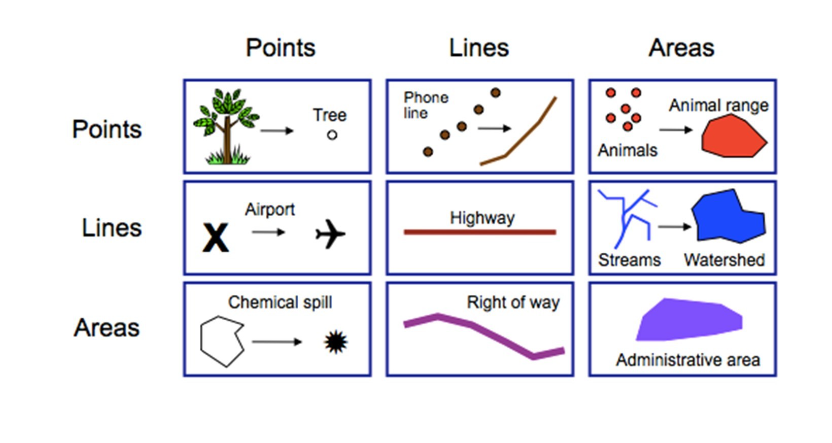 Points
Lines
Areas
Points
Tree
Phone
line
Animal range
Animals
Lines
Airport
X
Highway
Streams
Watershed
Areas
Chemical spill
Right of way
Administrative area